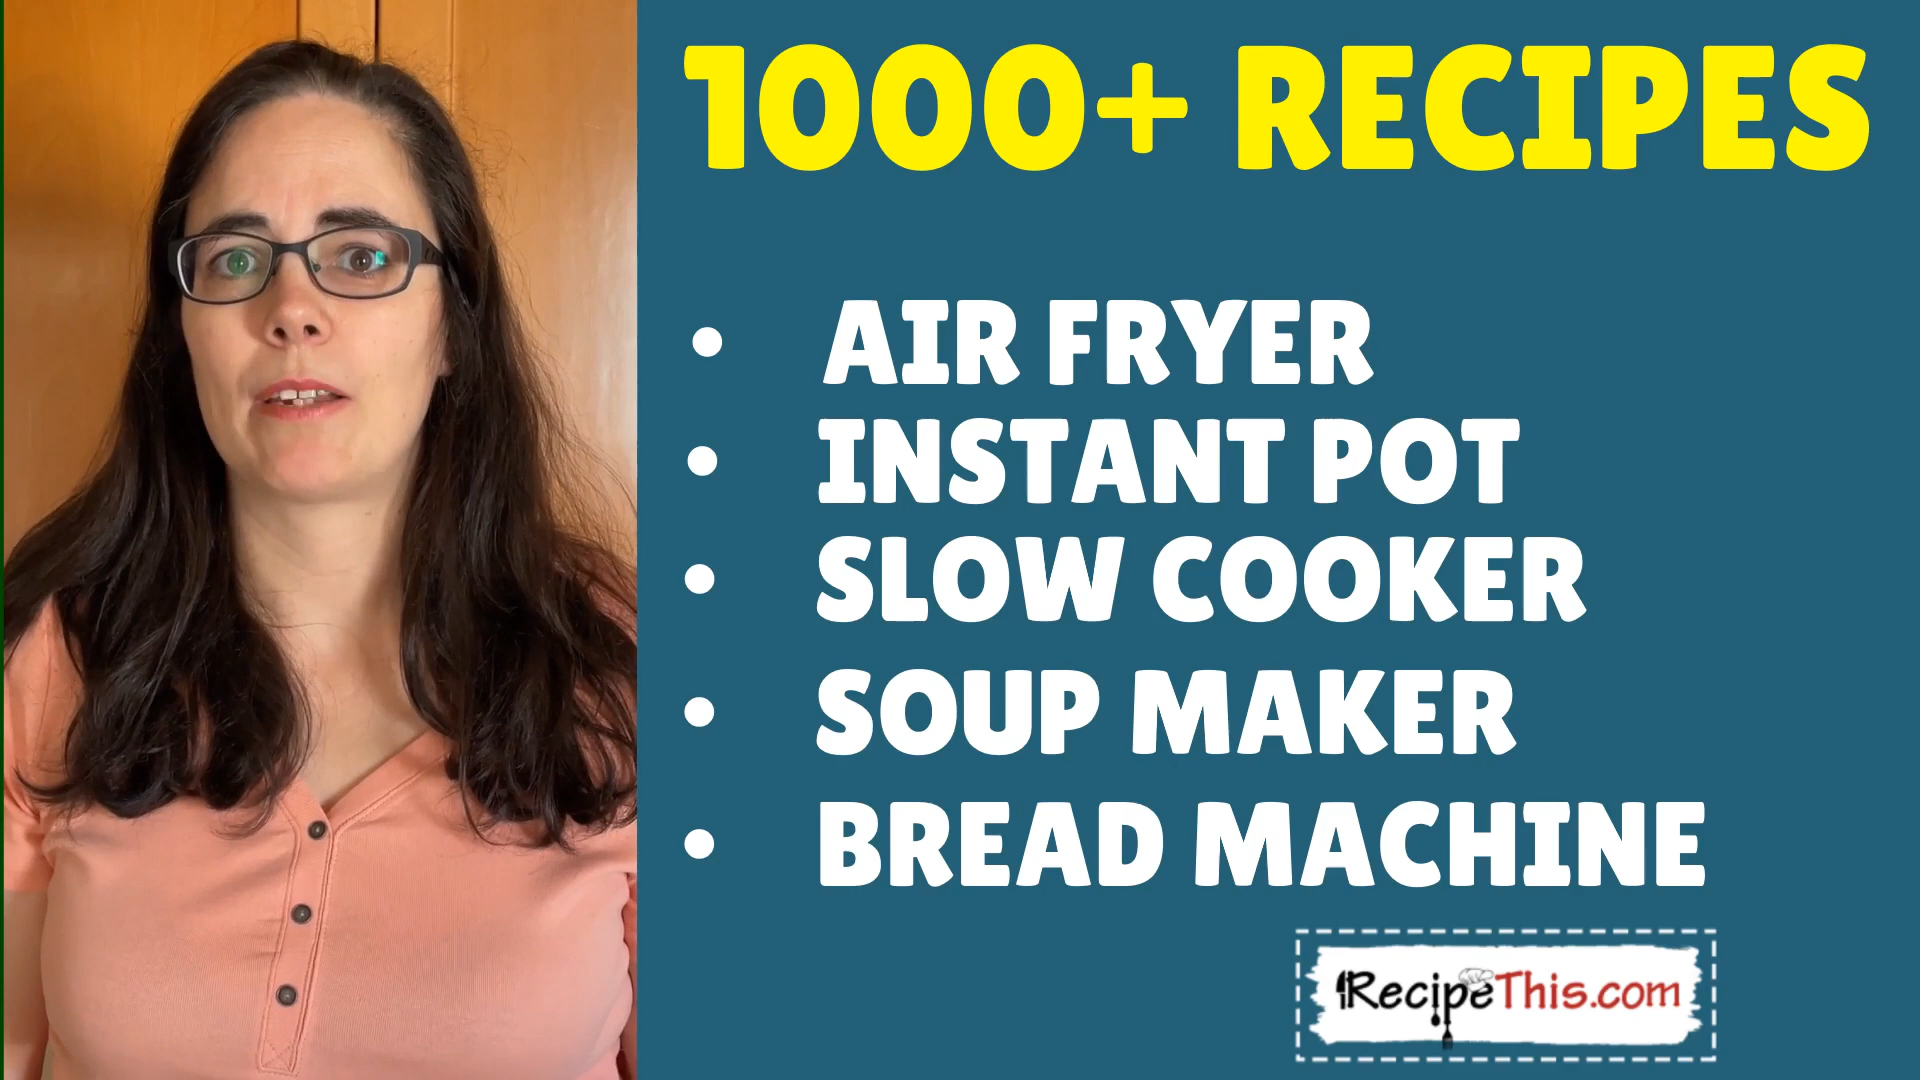 1000+ RECIPES
• AIR FRYER
• INSTANT POT
• SLOW COOKER
• SOUP MAKER
• BREAD MACHINE
RecipeThis.com